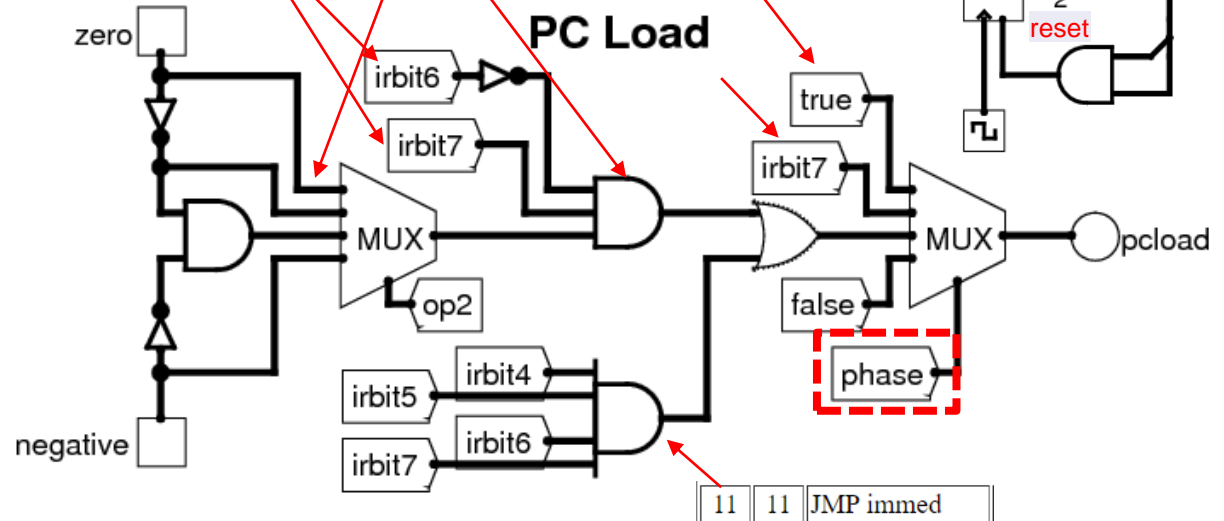 2
reset
PC Load
zero
irbit6
true
irbit7
irbit7
MUX
MUX
pcload
op2
false
phase
irbit4
irbit5
irbit6
irbit7
negative
11 11 JMP immed